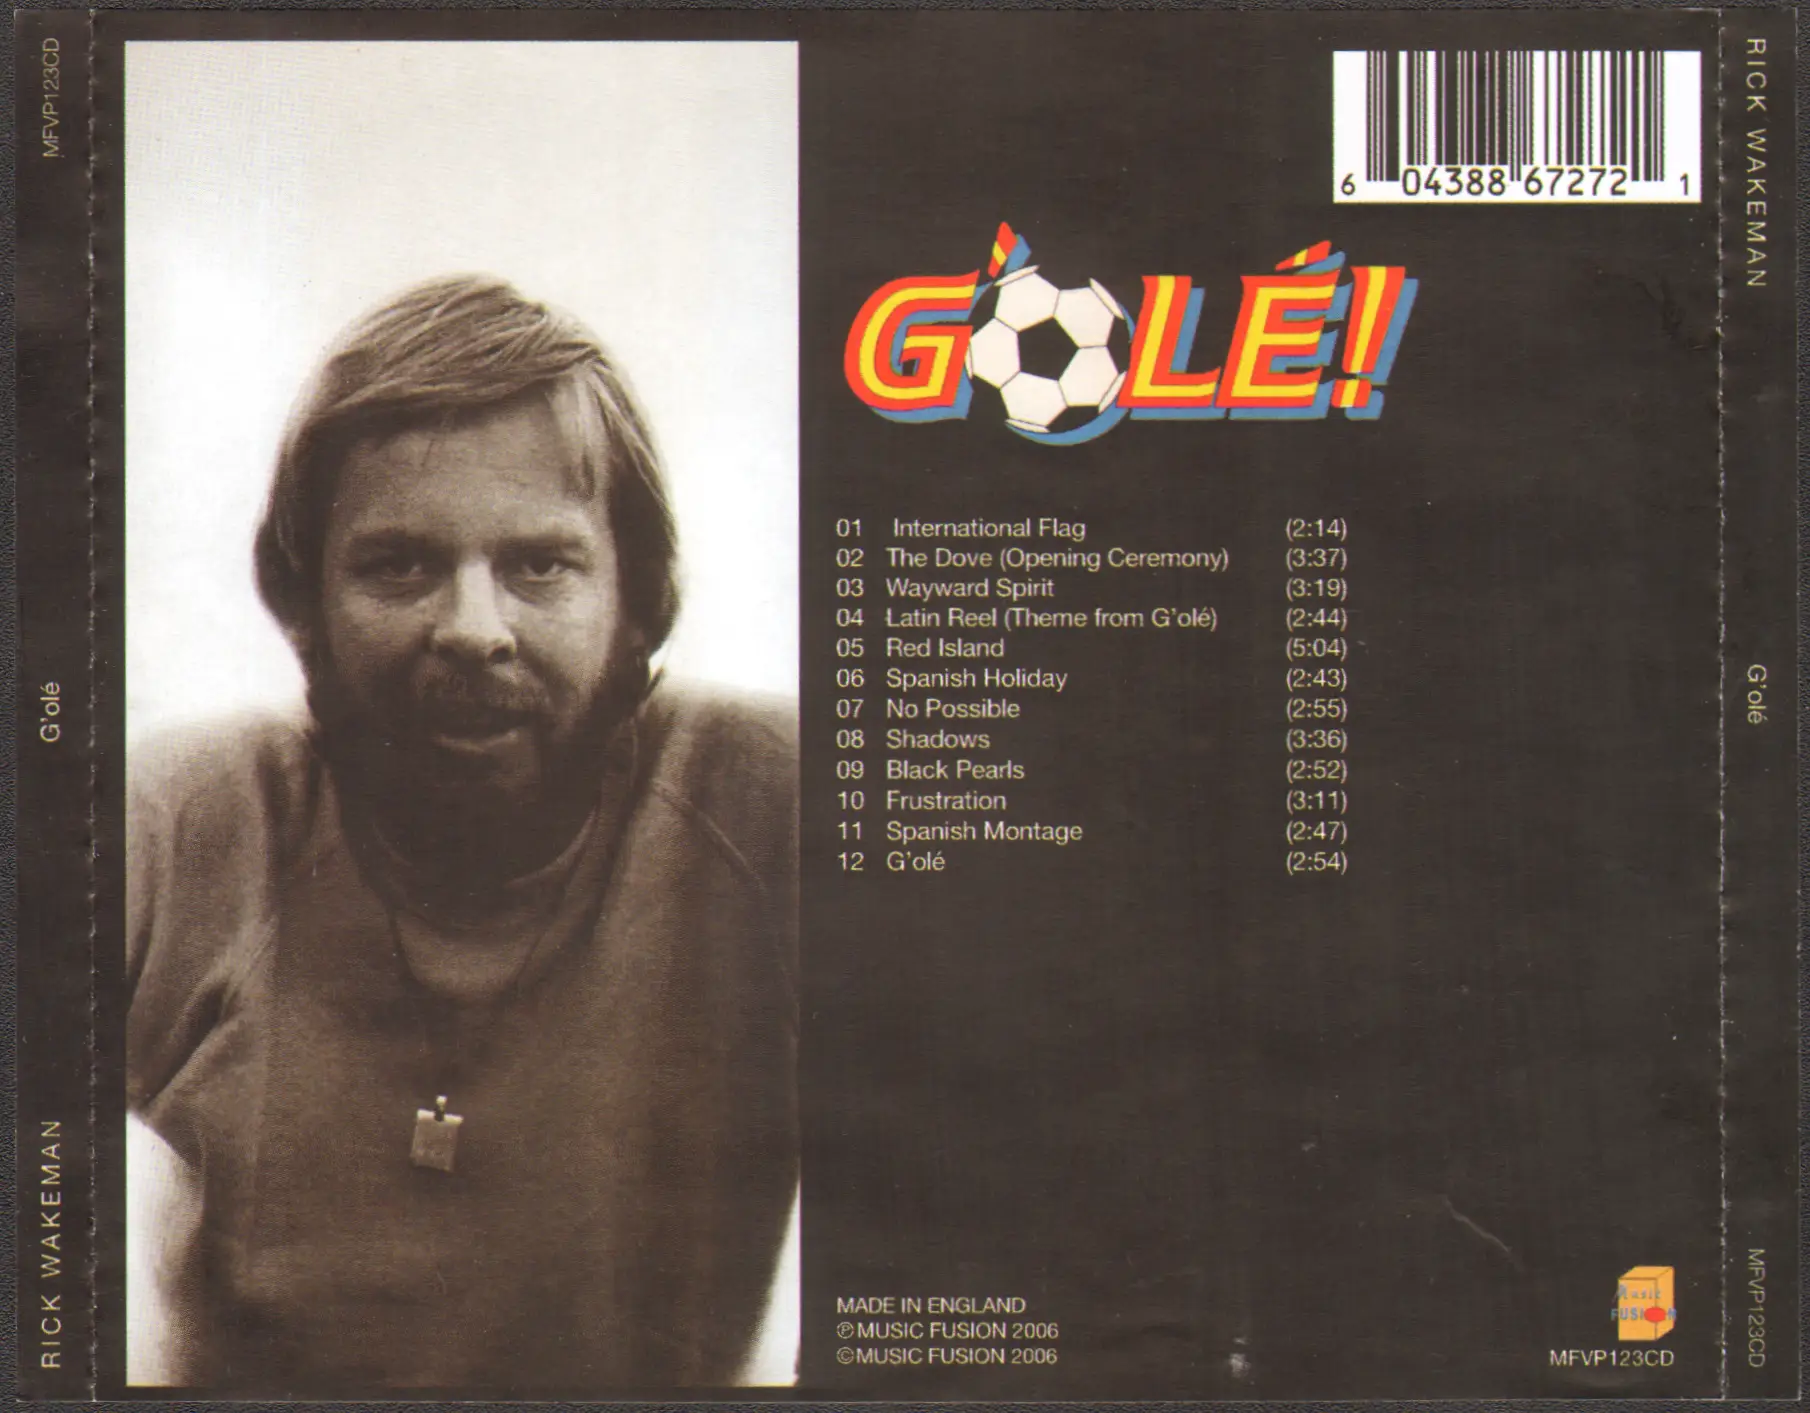 MFVP123CD
G'olé
RICK WAKEMAN
6 04388 67272 1
G'OLÉ!
01 International Flag (2:14)
02 The Dove (Opening Ceremony) (3:37)
03 Wayward Spirit (3:19)
04 Latin Reel (Theme from G'olé) (2:44)
05 Red Island (5:04)
06 Spanish Holiday (2:43)
07 No Possible (2:55)
08 Shadows (3:36)
09 Black Pearls (2:52)
10 Frustration (3:11)
11 Spanish Montage (2:47)
12 G'olé (2:54)
MADE IN ENGLAND
℗MUSIC FUSION 2006
©MUSIC FUSION 2006
Music
FUSION
MFVP123CD
RICK WAKEMAN
G'olé
MFVP123CD